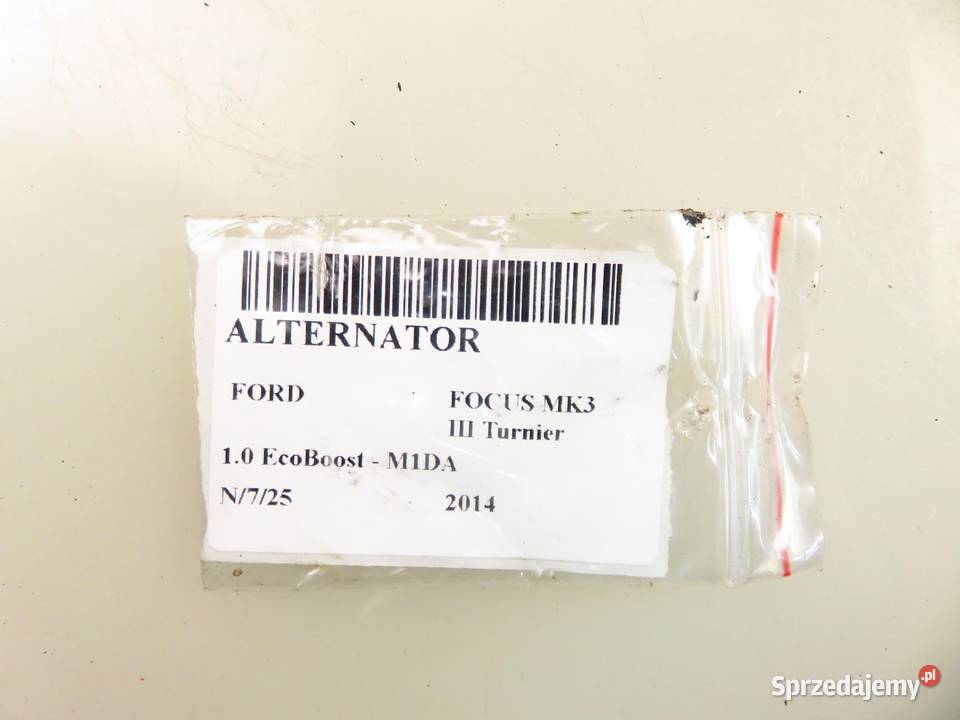 ALTERNATOR
FORD FOCUS MK3
III Turnier
1.0 EcoBoost - M1DA
N/7/25 2014
Sprzedajemy.pl